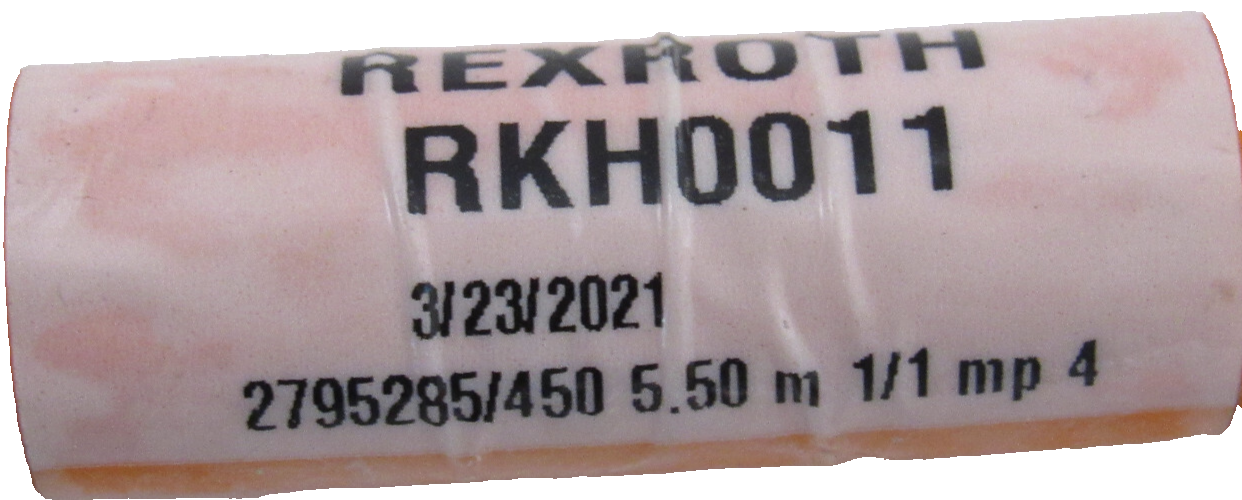 REXROTH
RKH0011
3/23/2021
2795285/450 5.50 m 1/1 mp 4